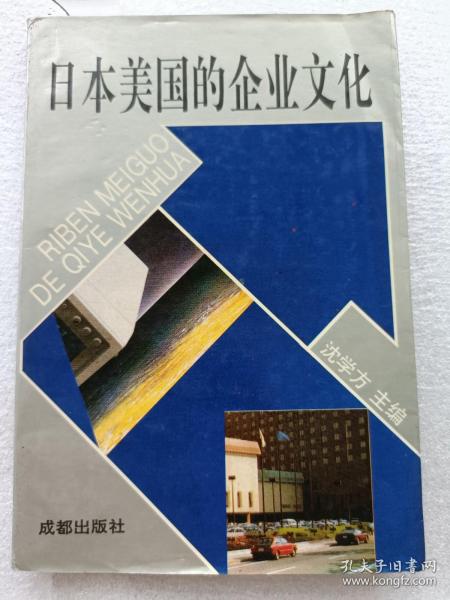 日本美国的企业文化
RIBEN MEIGUO
DE QIYE WENHUA
沈学方 主编
成都出版社
孔夫子旧书网
www.kongfz.com